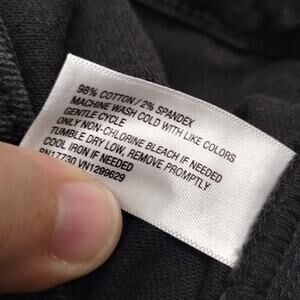 98% COTTON / 2% SPANDEX
MACHINE WASH COLD WITH LIKE COLORS
GENTLE CYCLE
ONLY NON-CHLORINE BLEACH IF NEEDED
TUMBLE DRY LOW, REMOVE PROMPTLY
COOL IRON IF NEEDED
RN17730 VN1299629